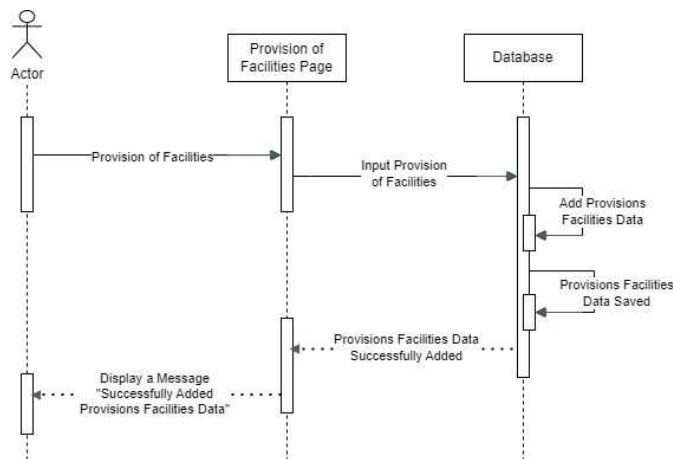 Provision of
Facilities Page
Database
Actor
Provision of Facilities
Input Provision
of Facilities
Add Provisions
Facilities Data
Provisions Facilities
Data Saved
Provisions Facilities Data
Successfully Added
Display a Message
"Successfully Added
Provisions Facilities Data"